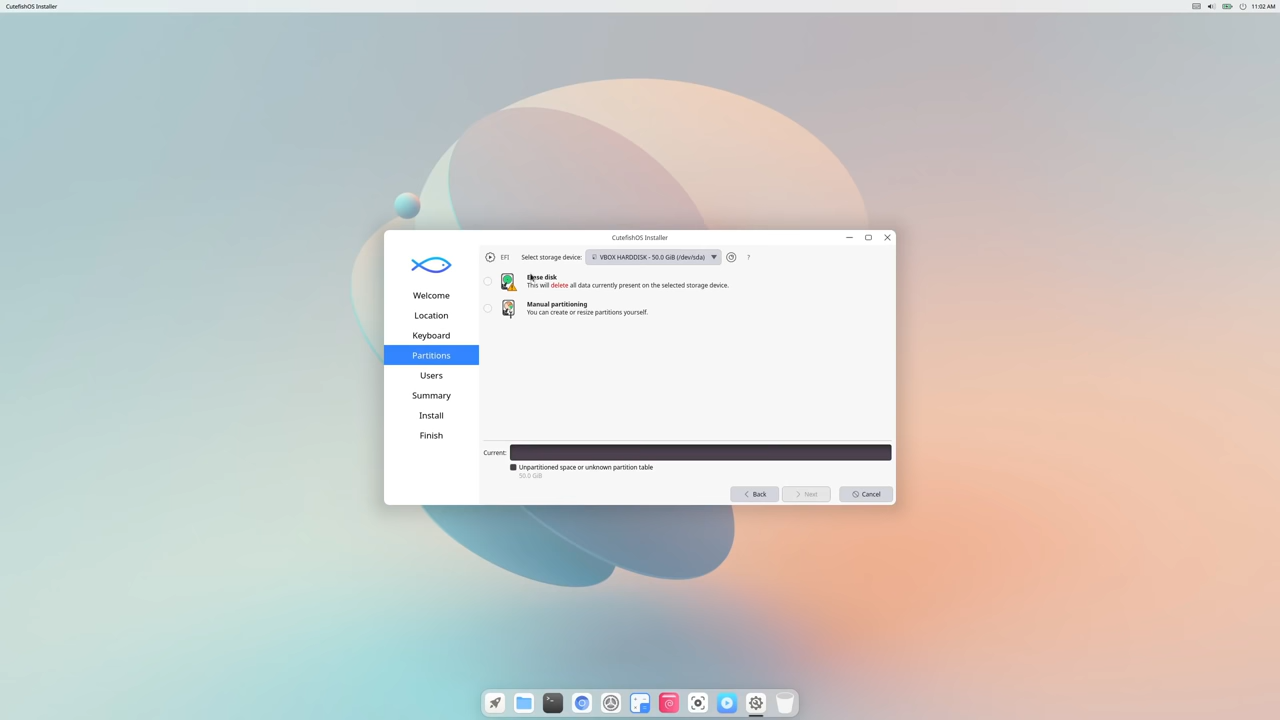 CutefishOS Installer
11:02 AM
CutefishOS Installer
EFI Select storage device: VBOX HARDDISK - 50.0 GiB (/dev/sda) ?
Welcome
Location
Keyboard
Partitions
Users
Summary
Install
Finish
disk
This will delete all data currently present on the selected storage device.
Manual partitioning
You can create or resize partitions yourself.
Current:
Unpartitioned space or unknown partition table
50.0 GiB
Back Next Cancel